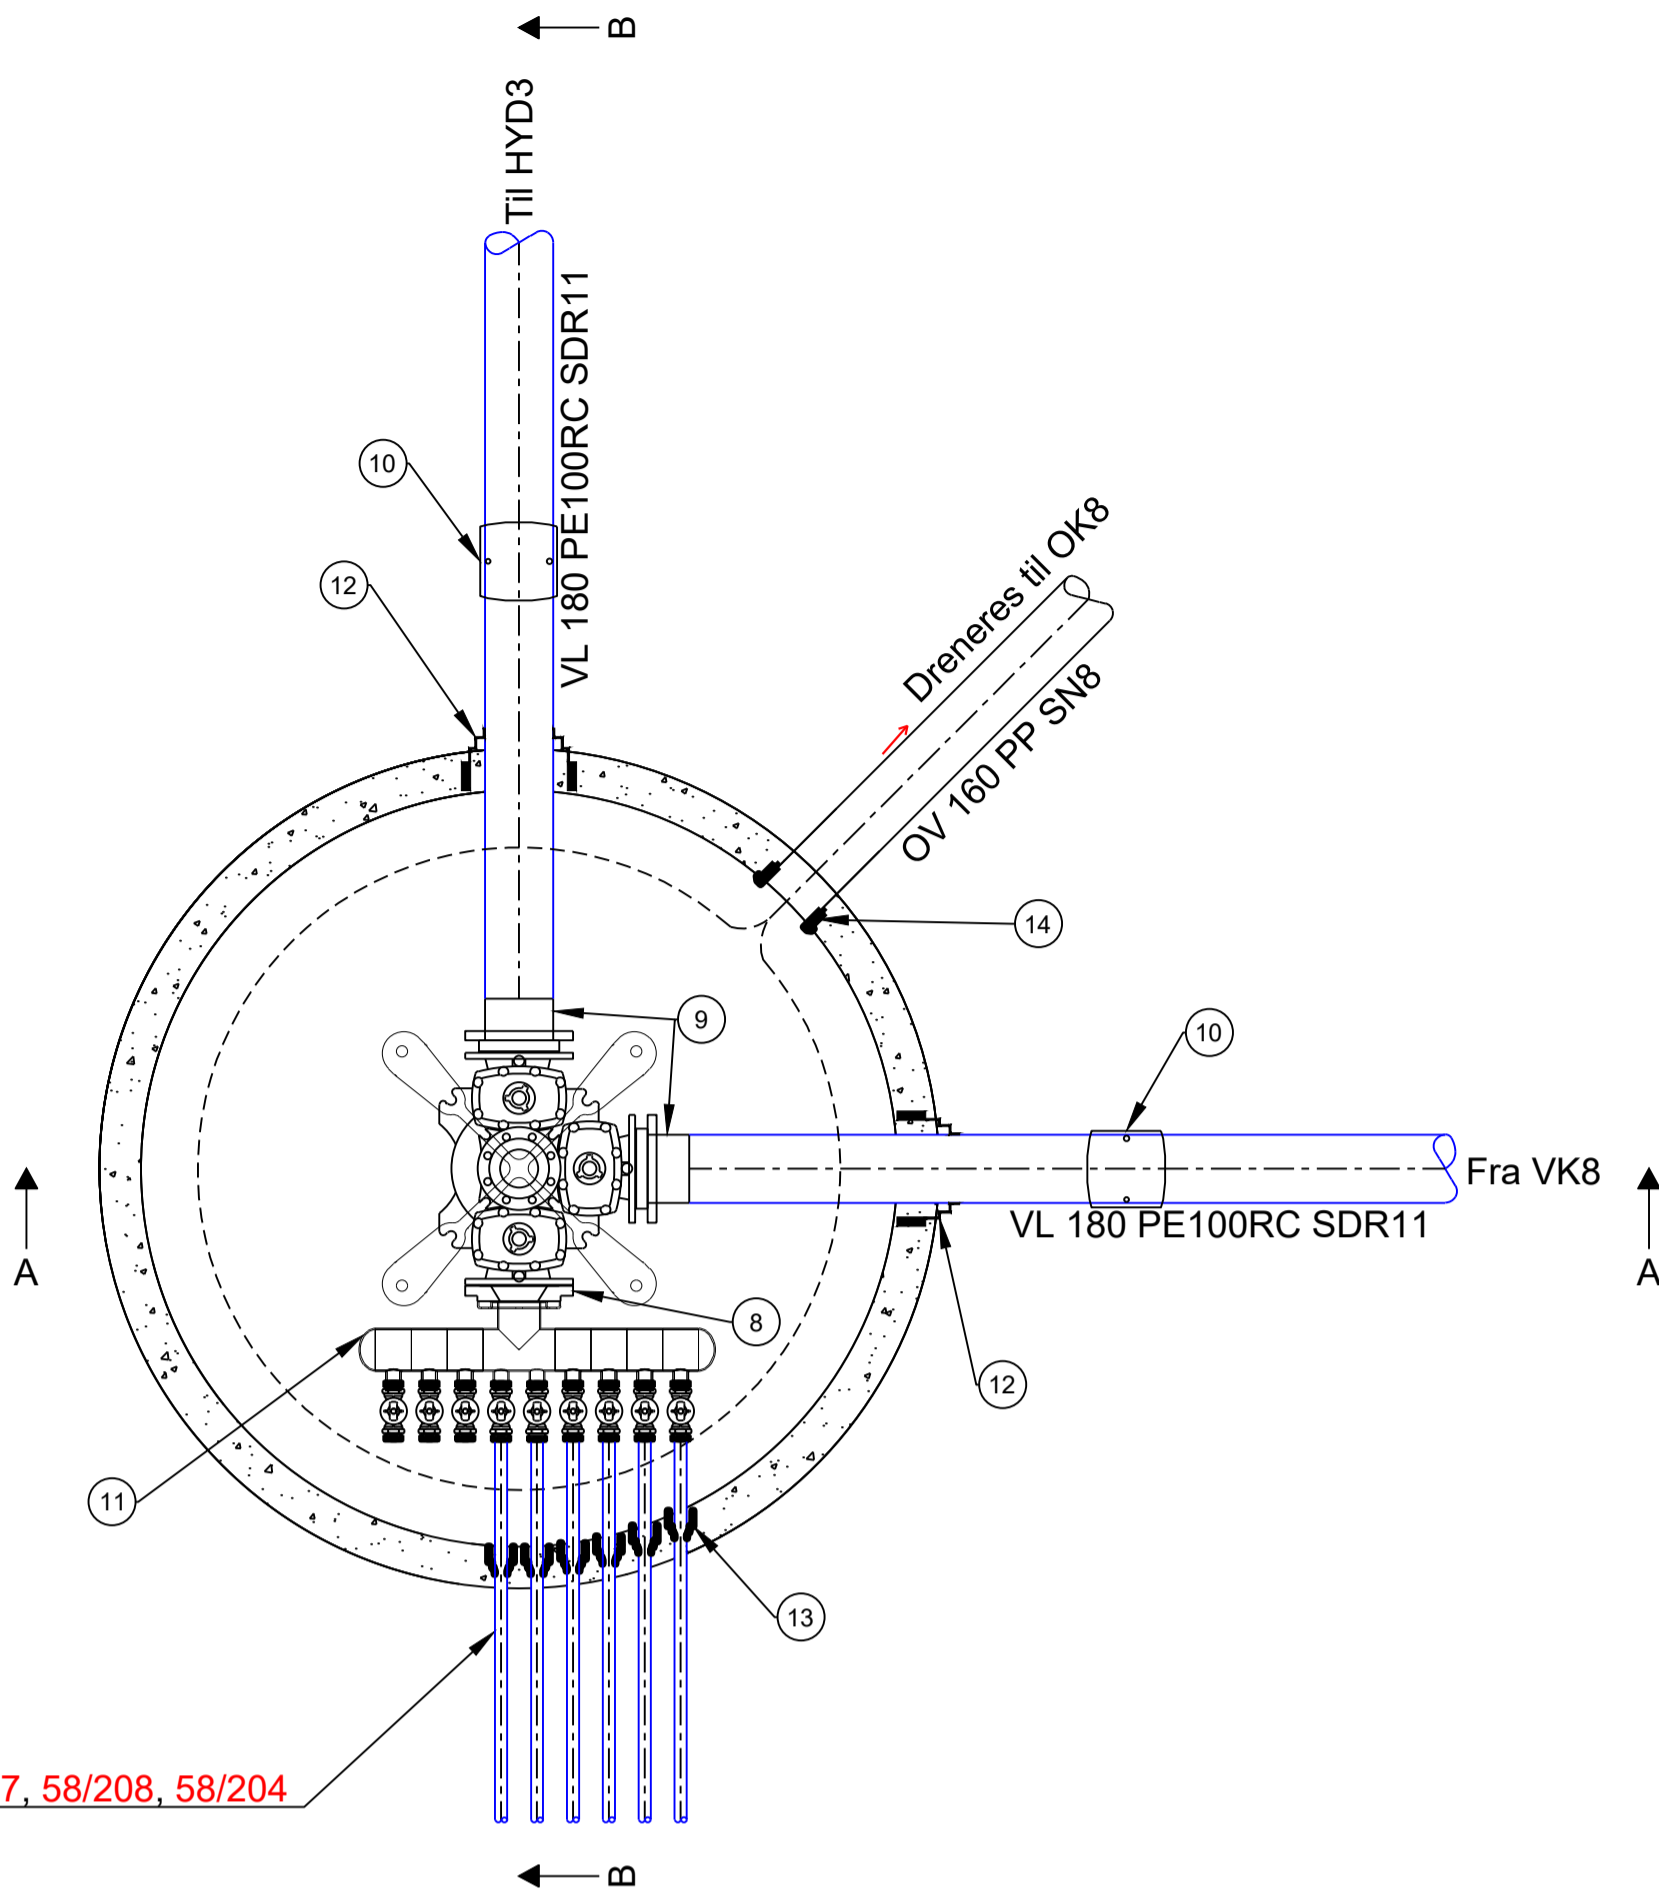 B
Til HYD3
VL 180 PE100RC SDR11
10
12
Dreneres til OK8
OV 160 PP SN8
14
9
10
Fra VK8
VL 180 PE100RC SDR11
A
A
8
12
11
13
7, 58/208, 58/204
B